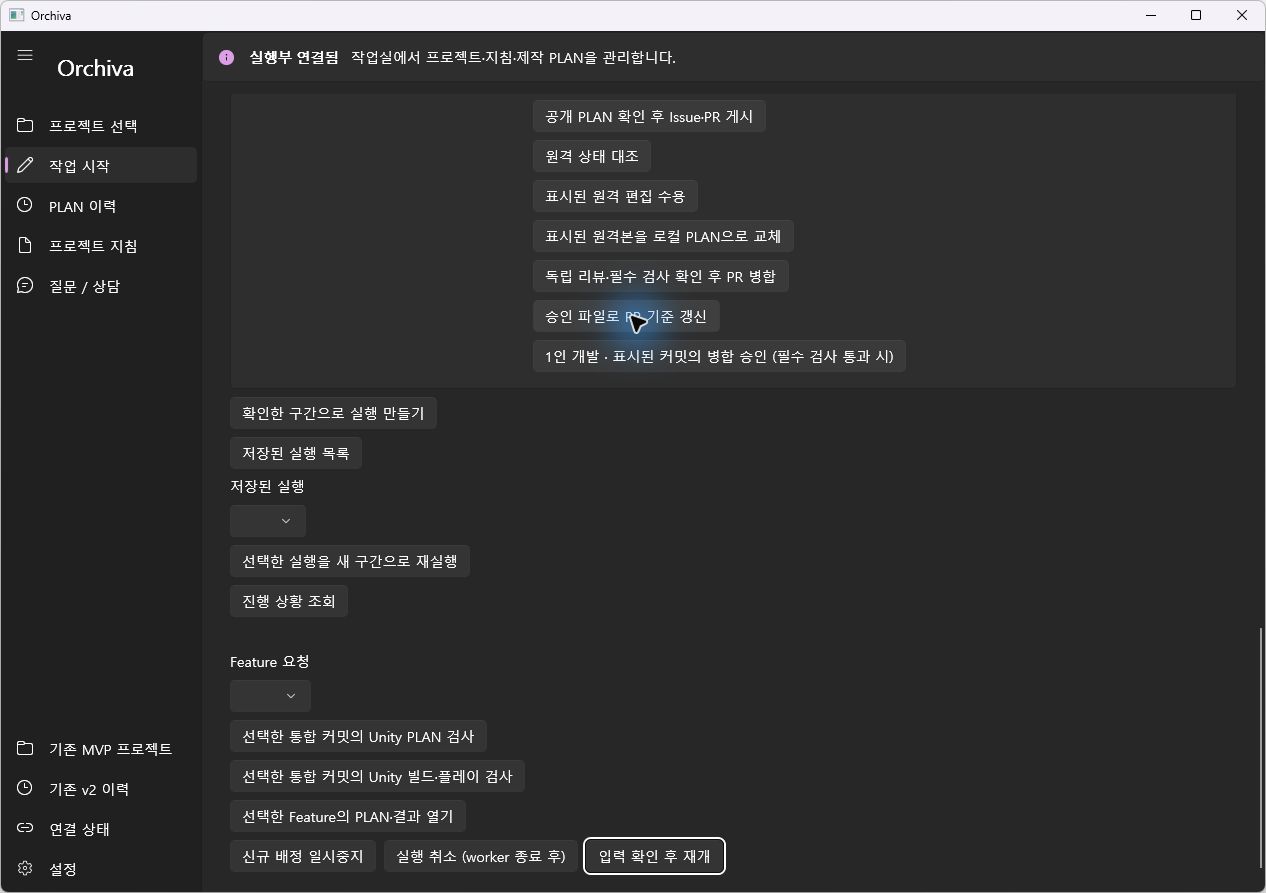 Orchiva
Orchiva
실행부 연결됨 작업실에서 프로젝트·지침·제작 PLAN을 관리합니다.
프로젝트 선택
작업 시작
PLAN 이력
프로젝트 지침
질문 / 상담
기존 MVP 프로젝트
기존 v2 이력
연결 상태
설정
공개 PLAN 확인 후 Issue·PR 게시
원격 상태 대조
표시된 원격 편집 수용
표시된 원격본을 로컬 PLAN으로 교체
독립 리뷰·필수 검사 확인 후 PR 병합
승인 파일로 PR 기준 갱신
1인 개발 · 표시된 커밋의 병합 승인 (필수 검사 통과 시)
확인한 구간으로 실행 만들기
저장된 실행 목록
저장된 실행
선택한 실행을 새 구간으로 재실행
진행 상황 조회
Feature 요청
선택한 통합 커밋의 Unity PLAN 검사
선택한 통합 커밋의 Unity 빌드·플레이 검사
선택한 Feature의 PLAN·결과 열기
신규 배정 일시중지 실행 취소 (worker 종료 후) 입력 확인 후 재개